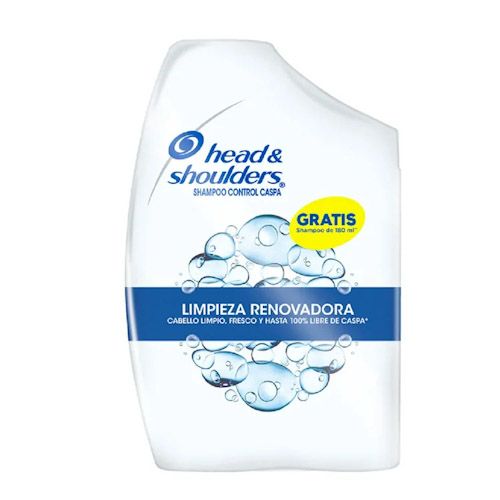 head &
shoulders®
SHAMPOO CONTROL CASPA
GRATIS
Shampoo de 180 ml*
LIMPIEZA RENOVADORA
CABELLO LIMPIO, FRESCO Y HASTA 100% LIBRE DE CASPA*